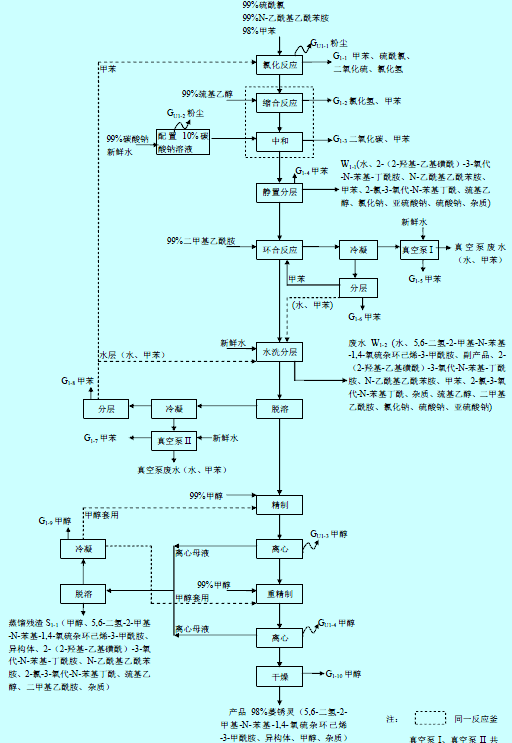 99%硫酰氯
99%N-乙酰基乙酰苯胺
98%甲苯
GU1-1粉尘
氯化反应
G1-1 甲苯、硫酰氯、
二氧化硫、氯化氢
甲苯
99%巯基乙醇
缩合反应
G1-2氯化氢、甲苯
GU1-2粉尘
99%碳酸钠
新鲜水
配置 10%碳
酸钠溶液
中和
G1-3二氧化碳、甲苯
G1-4甲苯
静置分层
W1-1(水、2-（2-羟基-乙基磺酰)-3-氧代
-N-苯基-丁酰胺、N-乙酰基乙酰苯胺、
甲苯、2-氯-3-氧代-N-苯基丁酰、巯基乙
醇、氯化钠、亚硫酸钠、硫酸钠、杂质)
新鲜水
99%二甲基乙酰胺
环合反应
冷凝
真空泵Ⅰ
真空泵废水
（水、甲苯）
甲苯
分层
G1-5甲苯
(水、甲苯)
G1-6甲苯
新鲜水
水层（水、甲苯）
水洗分层
废水 W1-2 (水、5,6-二氢-2-甲基-N-苯基
-1,4-氧硫杂环己烯-3-甲酰胺、副产品、2-
（2-羟基-乙基磺酰）-3-氧代-N-苯基-丁酰
胺、N-乙酰基乙酰苯胺、甲苯、2-氯-3-氧
代-N-苯基丁酰、杂质、巯基乙醇、二甲基
乙酰胺、氯化钠、硫酸钠、亚硫酸钠)
G1-8甲苯
分层
冷凝
脱溶
G1-7甲苯
真空泵Ⅱ
新鲜水
真空泵废水（水、甲苯）
99%甲醇
精制
G1-9甲醇
甲醇套用
冷凝
离心母液
离心
GU1-3甲醇
脱溶
99%甲醇
甲醇套用
重精制
离心母液
GU1-4甲醇
离心
蒸馏残渣 S1-1（甲醇、5,6-二氢-2-甲基
-N-苯基-1,4-氧硫杂环己烯-3-甲酰胺、
异构体、2-（2-羟基-乙基磺酰）-3-氧
代-N-苯基-丁酰胺、N-乙酰基乙酰苯
胺、2-氯-3-氧代-N-苯基丁酰、巯基乙
醇、二甲基乙酰胺、杂质）
干燥
G1-10甲醇
产品 98%萎锈灵（5,6-二氢-2-
甲基-N-苯基-1,4-氧硫杂环己烯
-3-甲酰胺、异构体、甲醇、杂质）
注：
同一反应釜
真空泵Ⅰ、真空泵Ⅱ共